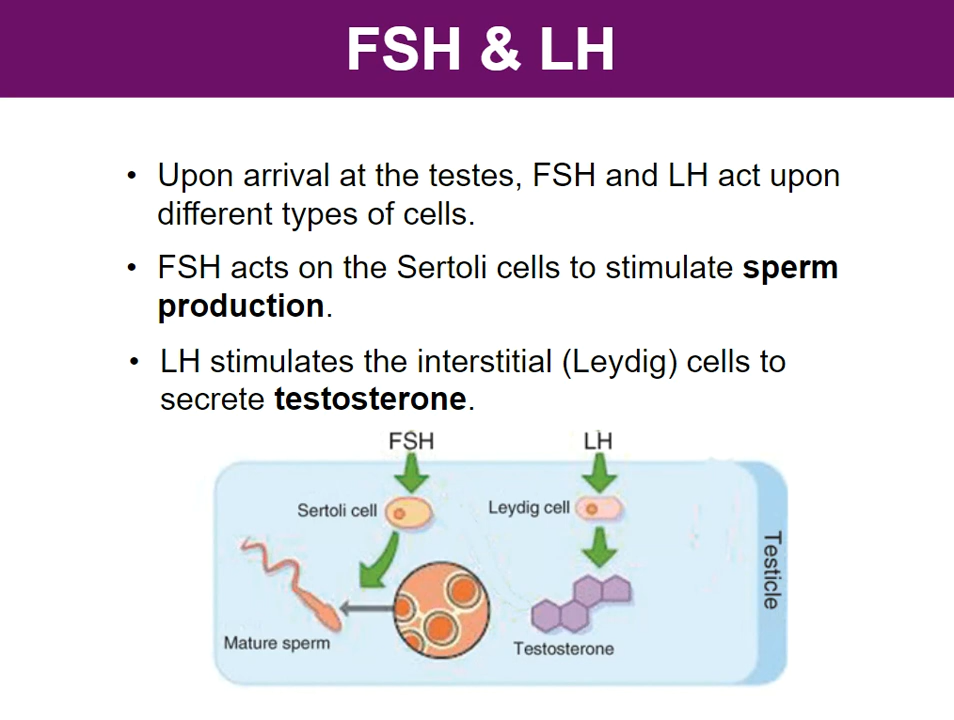 FSH & LH
• Upon arrival at the testes, FSH and LH act upon
different types of cells.
• FSH acts on the Sertoli cells to stimulate sperm
production.
• LH stimulates the interstitial (Leydig) cells to
secrete testosterone.
FSH
LH
Sertoli cell
Leydig cell
Testicle
Mature sperm
Testosterone